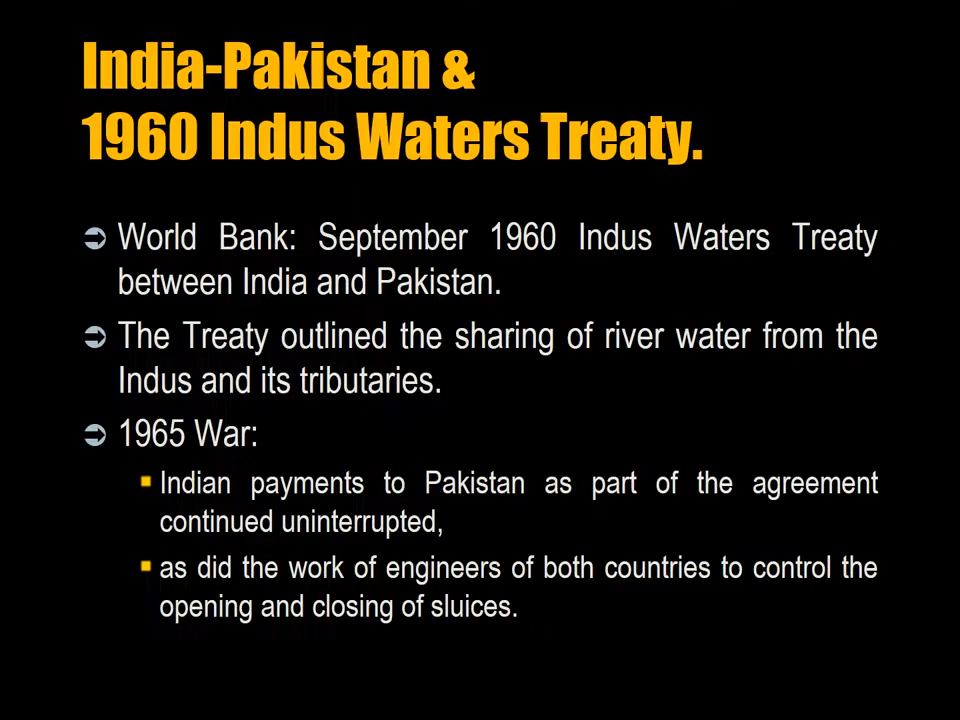 India-Pakistan &
1960 Indus Waters Treaty.
World Bank: September 1960 Indus Waters Treaty
between India and Pakistan.
The Treaty outlined the sharing of river water from the
Indus and its tributaries.
1965 War:
Indian payments to Pakistan as part of the agreement
continued uninterrupted,
as did the work of engineers of both countries to control the
opening and closing of sluices.